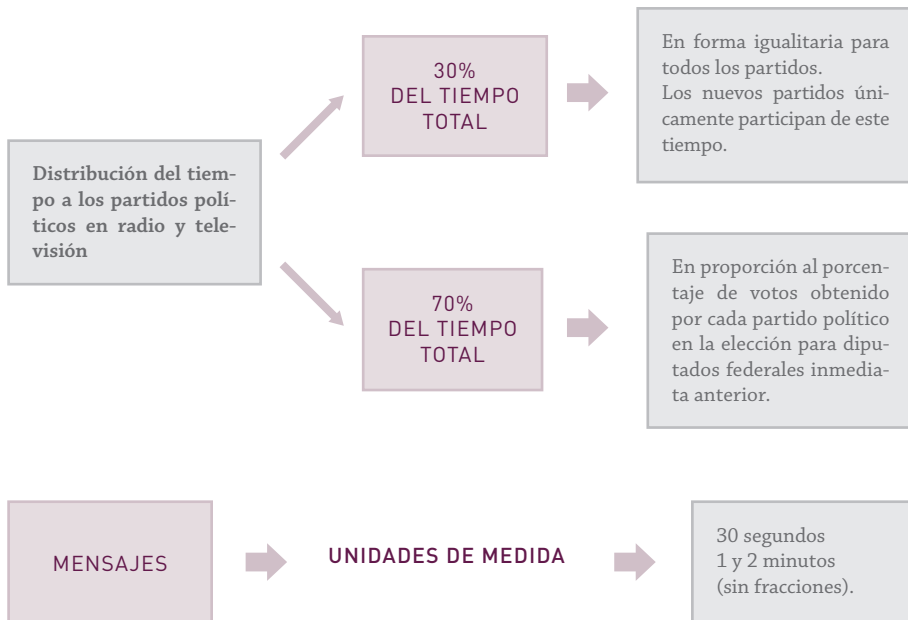 Distribución del tiem-
po a los partidos polí-
ticos en radio y tele-
visión
30%
DEL TIEMPO
TOTAL
En forma igualitaria para
todos los partidos.
Los nuevos partidos úni-
camente participan de este
tiempo.
70%
DEL TIEMPO
TOTAL
En proporción al porcen-
taje de votos obtenido
por cada partido político
en la elección para dipu-
tados federales inmedia-
ta anterior.
MENSAJES
UNIDADES DE MEDIDA
30 segundos
1 y 2 minutos
(sin fracciones).